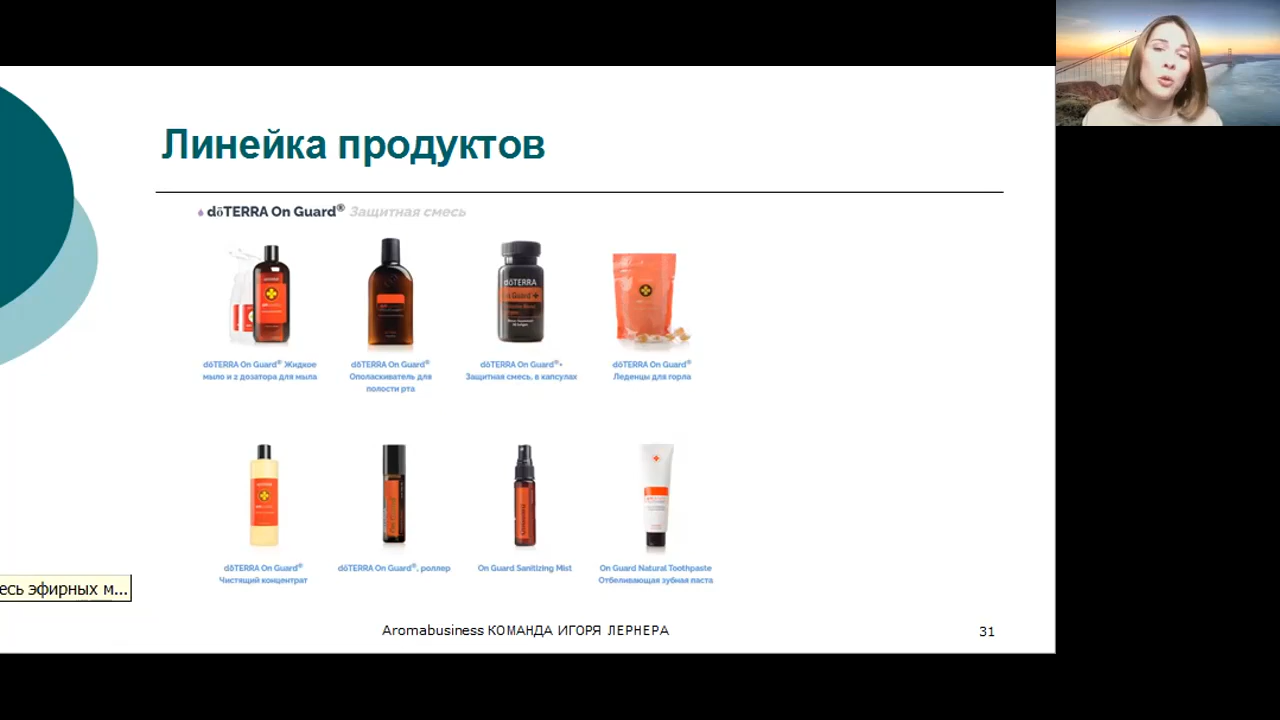 Линейка продуктов
dōTERRA On Guard® Защитная смесь
dōTERRA
On Guard +
dōTERRA On Guard® Жидкое
мыло и 2 дозатора для мыла
dōTERRA On Guard®
Ополаскиватель для
полости рта
dōTERRA On Guard®+
Защитная смесь, в капсулах
dōTERRA On Guard®
Леденцы для горла
dōTERRA On Guard®
Чистящий концентрат
dōTERRA On Guard®, роллер
On Guard Sanitizing Mist
On Guard Natural Toothpaste
Отбеливающая зубная паста
есь эфирных м...
Aromabusiness КОМАНДА ИГОРЯ ЛЕРНЕРА
31